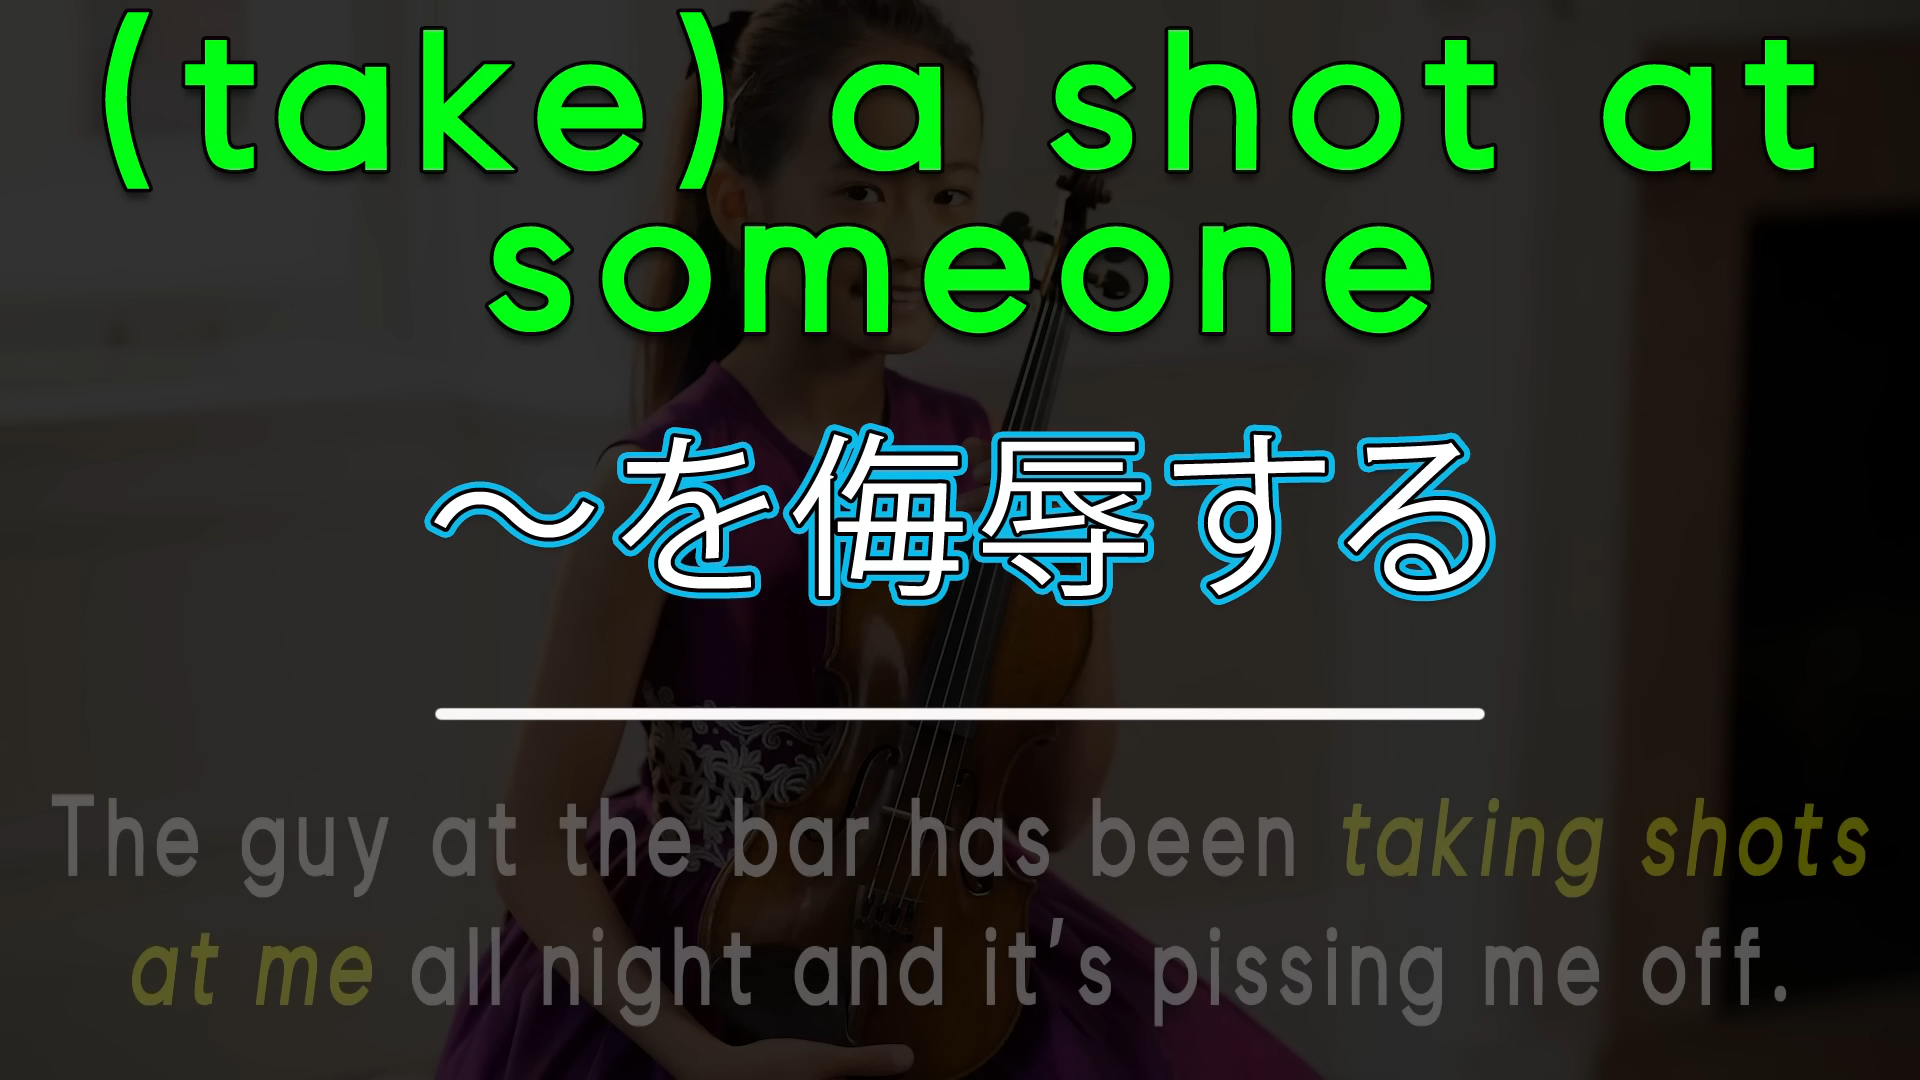 (take) a shot at
someone
～を侮辱する
The guy at the bar has been taking shots
at me all night and it's pissing me off.